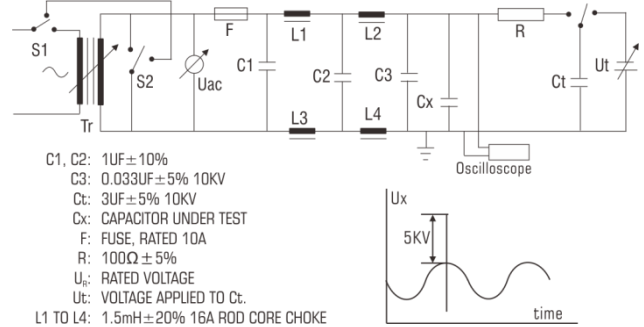 S1
S2
Tr
Uac
F
C1
L1
L2
C2
C3
L3
L4
Cx
R
Ct
Ut
Oscilloscope
C1, C2: 1UF±10%
C3: 0.033UF±5% 10KV
Ct: 3UF±5% 10KV
Cx: CAPACITOR UNDER TEST
F: FUSE, RATED 10A
R: 100Ω±5%
UR: RATED VOLTAGE
Ut: VOLTAGE APPLIED TO Ct.
L1 TO L4: 1.5mH±20% 16A ROD CORE CHOKE
Ux
5KV
time